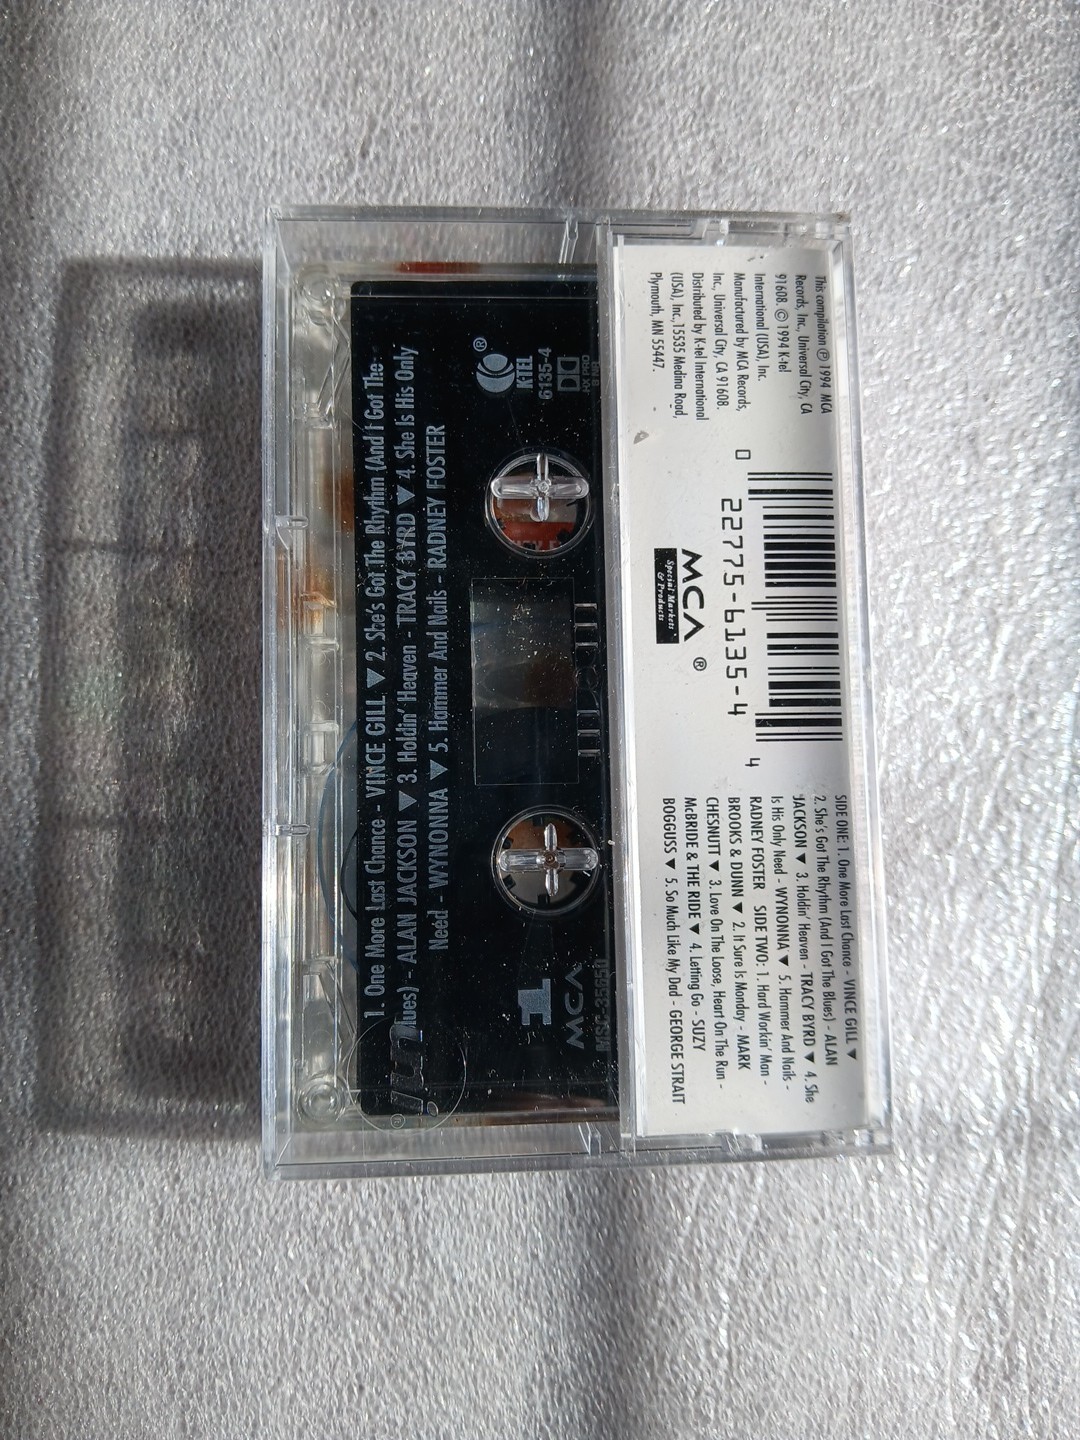 This compilation ℗ 1994 MCA
Records, Inc., Universal City, CA
91608. © 1994 K-tel
International (USA), Inc.
Manufactured by MCA Records,
Inc., Universal City, CA 91608.
Distributed by K-tel International
(USA), Inc., 15535 Medina Road,
Plymouth, MN 55447.
0 22775-6135-4 4
MCA®
Special Markets
& Products
SIDE ONE: 1. One More Last Chance - VINCE GILL ▼
2. She's Got The Rhythm (And I Got The Blues) - ALAN
JACKSON ▼ 3. Holdin' Heaven - TRACY BYRD ▼ 4. She
Is His Only Need - WYNONNA ▼ 5. Hammer And Nails -
RADNEY FOSTER SIDE TWO: 1. Hard Workin' Man -
BROOKS & DUNN ▼ 2. It Sure Is Monday - MARK
CHESNUTT ▼ 3. Love On The Loose, Heart On The Run -
McBRIDE & THE RIDE ▼ 4. Letting Go - SUZY
BOGGUSS ▼ 5. So Much Like My Dad - GEORGE STRAIT
K-TEL®
6135-4
HX PRO
B NR
1
MCA
MSC-35650
1. One More Last Chance - VINCE GILL ▼ 2. She's Got The Rhythm (And I Got The
Blues) - ALAN JACKSON ▼ 3. Holdin' Heaven - TRACY BYRD ▼ 4. She Is His Only
Need - WYNONNA ▼ 5. Hammer And Nails - RADNEY FOSTER